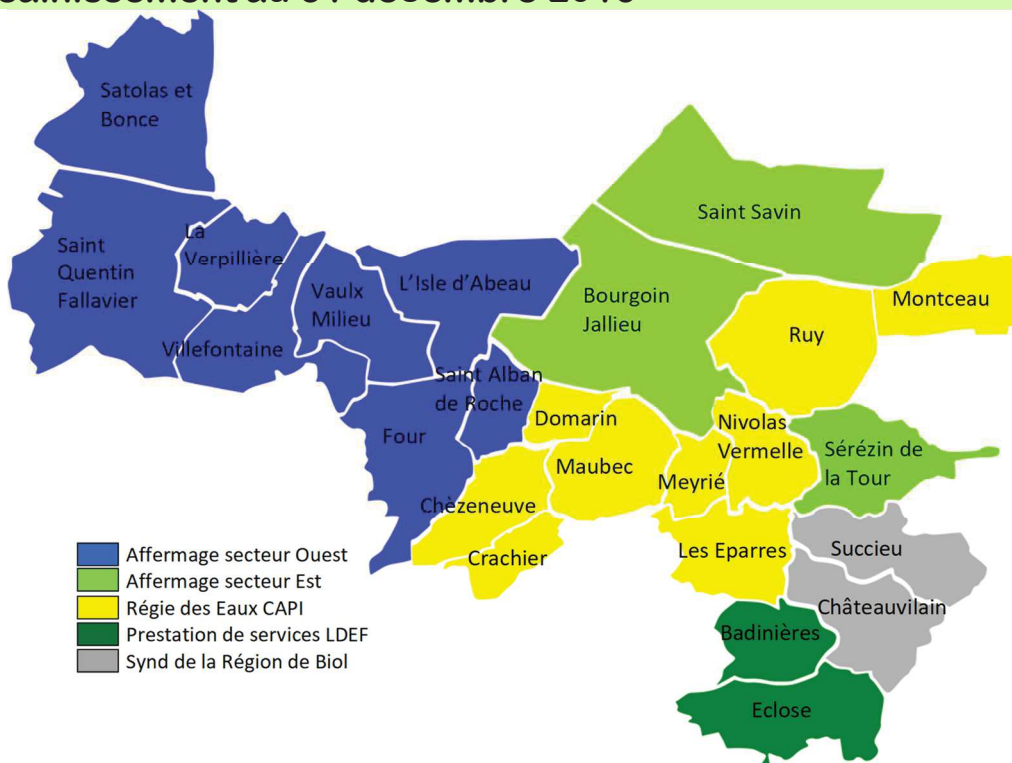 Satolas et
Bonce
Saint Savin
La
Verpillière
Saint
Quentin
Fallavier
L'Isle d'Abeau
Vaulx
Milieu
Bourgoin
Jallieu
Montceau
Ruy
Villefontaine
Saint Alban
de Roche
Domarin
Nivolas
Vermelle
Four
Maubec
Meyrié
Sérézin de
la Tour
Chèzeneuve
Crachier
Les Eparres
Succieu
Châteauvilain
Badinières
Eclose
Affermage secteur Ouest
Affermage secteur Est
Régie des Eaux CAPI
Prestation de services LDEF
Synd de la Région de Biol